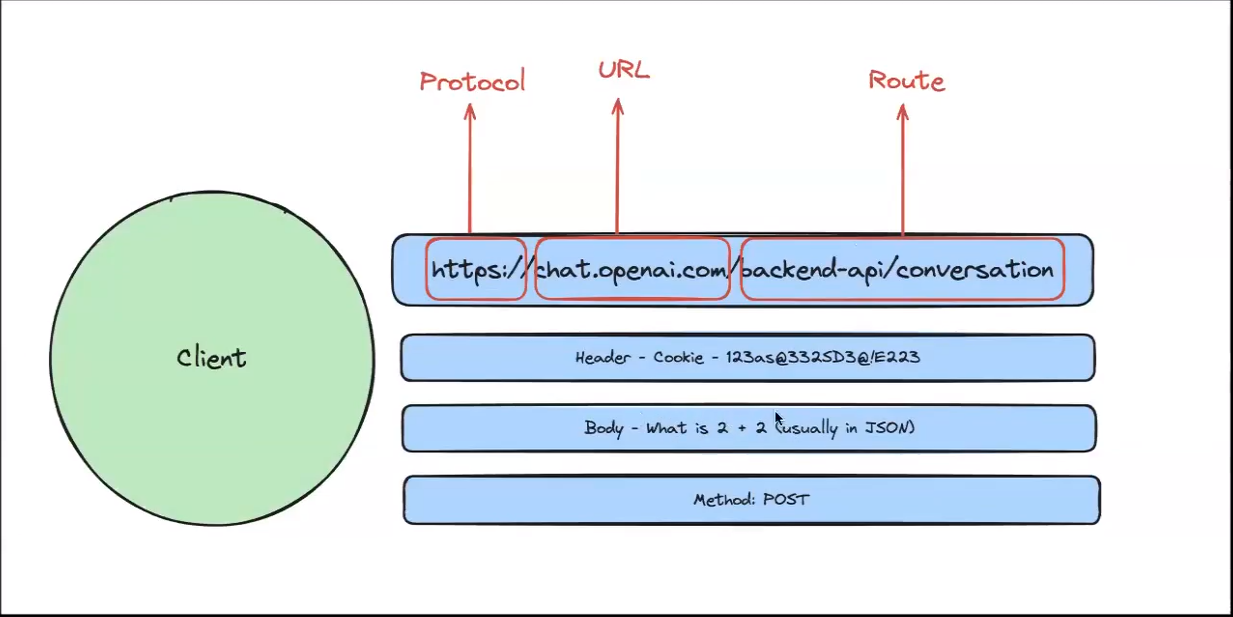 Protocol
URL
Route
https://chat.openai.com/backend-api/conversation
Client
Header - Cookie - 123as@3325D3@!E223
Body - What is 2 + 2 (usually in JSON)
Method: POST